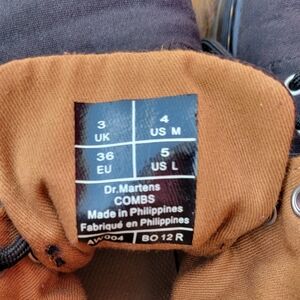 3 4
UK US M
36 5
EU US L
Dr.Martens
COMBS
Made in Philippines
Fabriqué en Philippines
AW004 BO 12 R